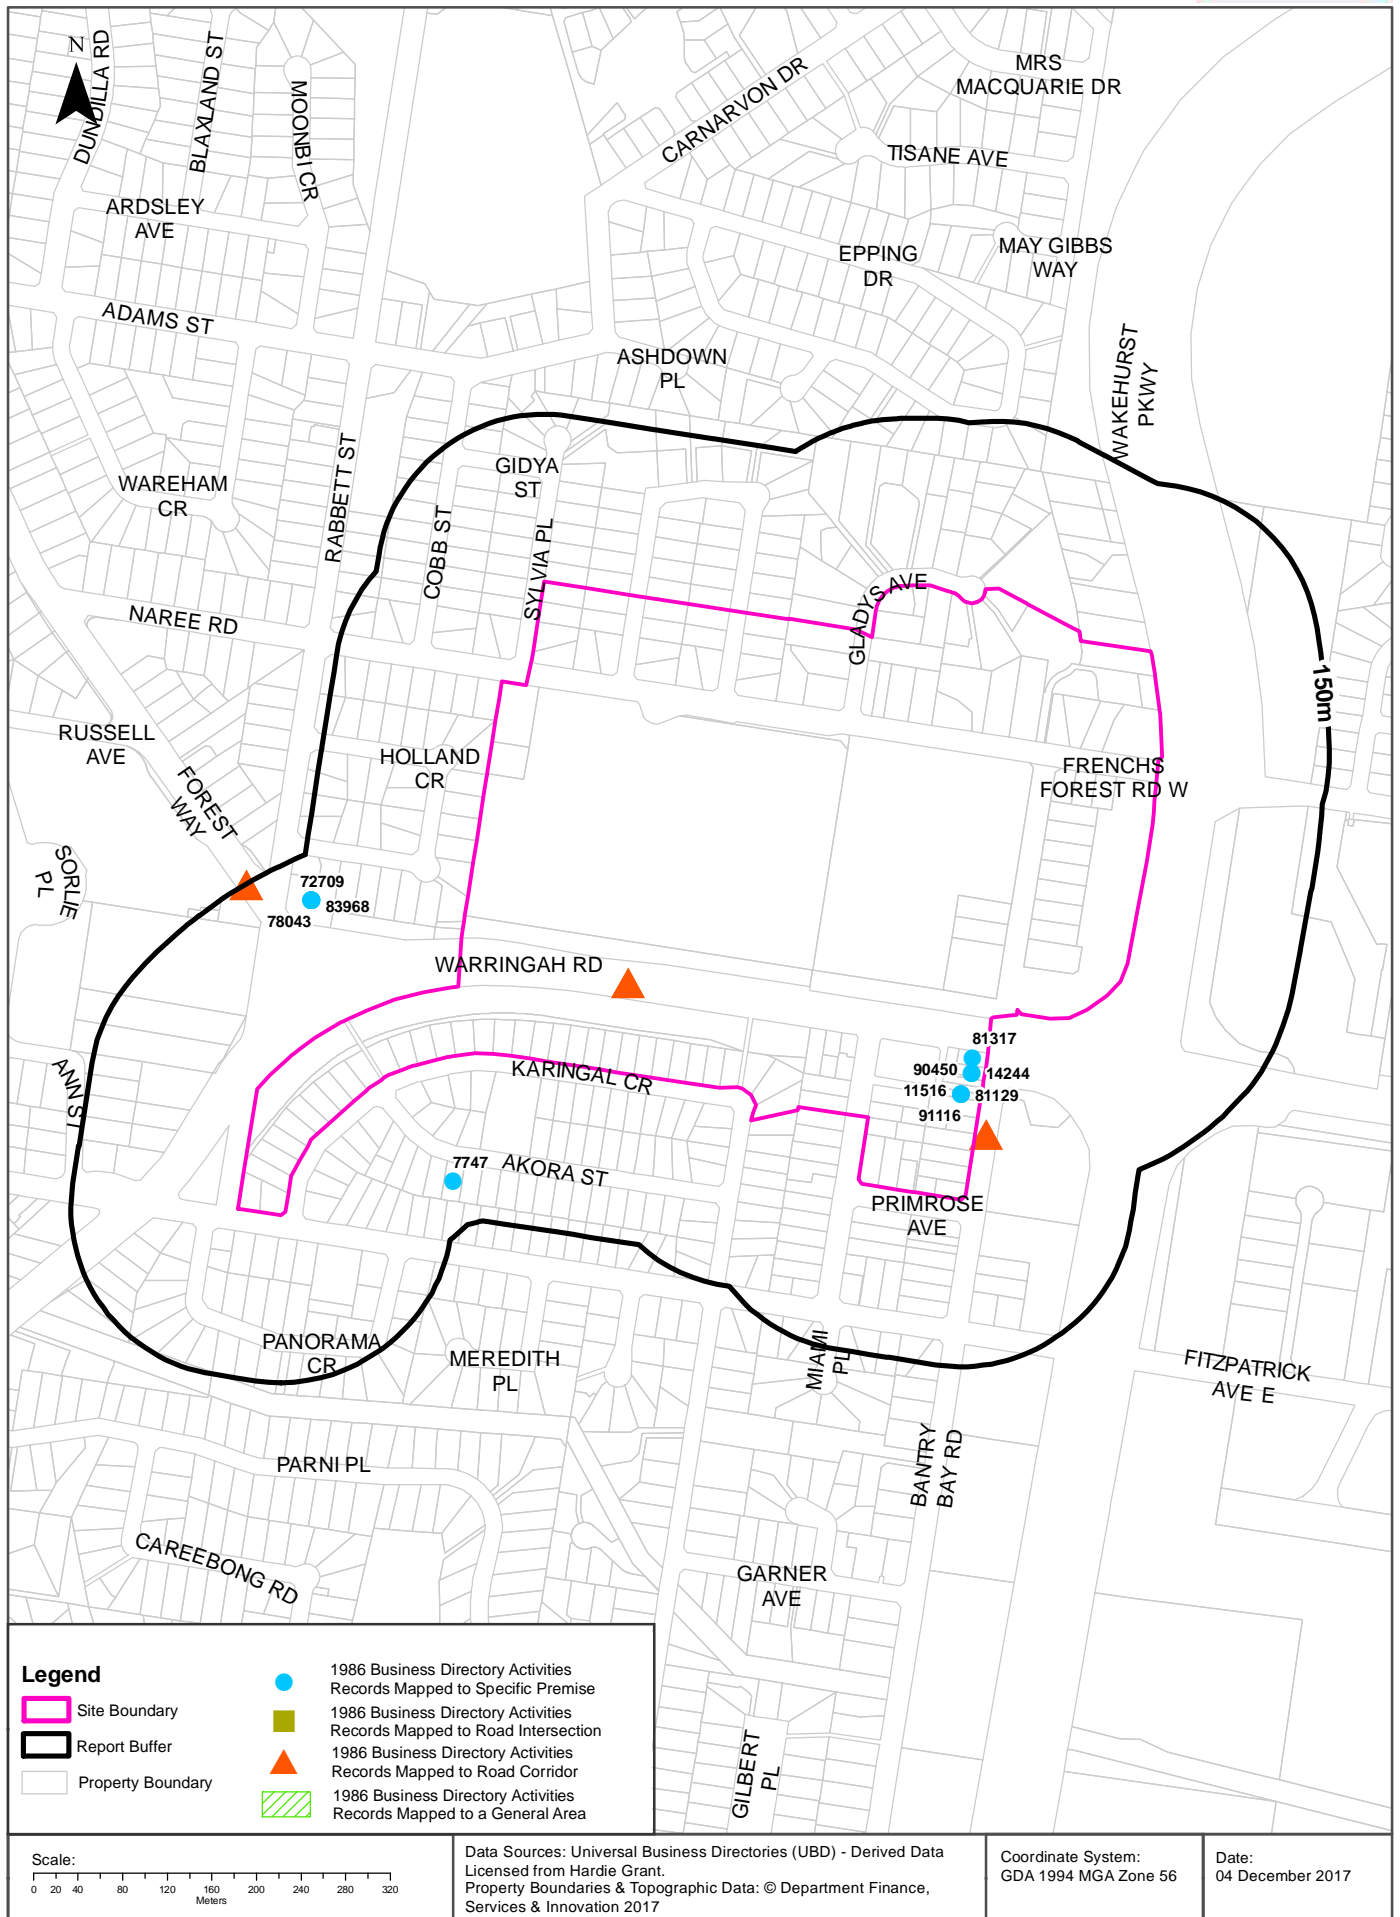 N
DUNDILLA RD
BLAXLAND ST
MOONBI CR
CARNARVON DR
MRS
MACQUARIE DR
TISANE AVE
ARDSLEY
AVE
EPPING
DR
MAY GIBBS
WAY
ADAMS ST
ASHDOWN
PL
WAKEHURST
PKWY
GIDYA
ST
WAREHAM
CR
RABBETT ST
COBB ST
SYLVIA PL
GLADYS AVE
NAREE RD
150m
RUSSELL
AVE
HOLLAND
CR
FRENCHS
FOREST RD W
FOREST
WAY
SORLIE
PL
72709
83968
78043
WARRINGAH RD
81317
90450
14244
11516
81129
91116
ANN ST
KARINGAL CR
7747
AKORA ST
PRIMROSE
AVE
PANORAMA
CR
MEREDITH
PL
MIAMI
PL
FITZPATRICK
AVE E
PARNI PL
BANTRY
BAY RD
CAREEBONG RD
GARNER
AVE
GILBERT
PL
Legend
Site Boundary
Report Buffer
Property Boundary
1986 Business Directory Activities
Records Mapped to Specific Premise
1986 Business Directory Activities
Records Mapped to Road Intersection
1986 Business Directory Activities
Records Mapped to Road Corridor
1986 Business Directory Activities
Records Mapped to a General Area
Scale:
0 20 40 80 120 160 200 240 280 320
Meters
Data Sources: Universal Business Directories (UBD) - Derived Data
Licensed from Hardie Grant.
Property Boundaries & Topographic Data: © Department Finance,
Services & Innovation 2017
Coordinate System:
GDA 1994 MGA Zone 56
Date:
04 December 2017